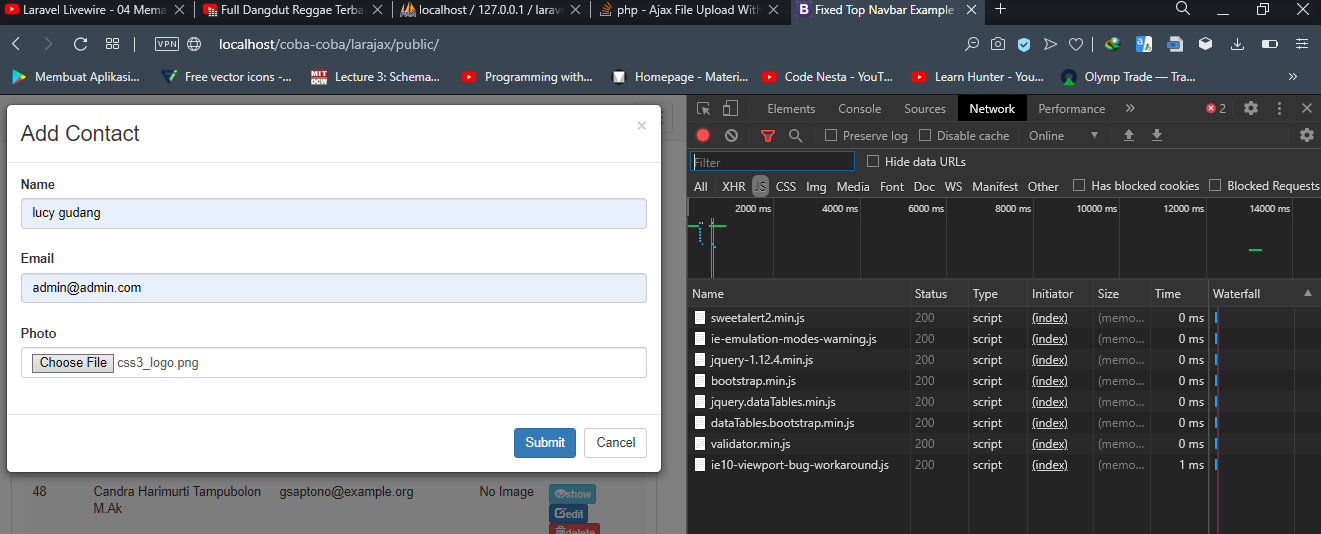 Laravel Livewire - 04 Mema
Full Dangdut Reggae Terba
localhost / 127.0.0.1 / larav
php - Ajax File Upload With
Fixed Top Navbar Example
VPN localhost/coba-coba/larajax/public/
Membuat Aplikasi...
Free vector icons -...
MIT OCW Lecture 3: Schema...
Programming with...
Homepage - Materi...
Code Nesta - YouT...
Learn Hunter - You...
Olymp Trade — Tra...
»
Add Contact ×
Name
lucy gudang
Email
admin@admin.com
Photo
Choose File css3_logo.png
Submit Cancel
48 Candra Harimurti Tampubolon M.Ak gsaptono@example.org No Image show
edit
delete
Elements Console Sources Network Performance » 2
Preserve log Disable cache Online
Filter Hide data URLs
All XHR JS CSS Img Media Font Doc WS Manifest Other Has blocked cookies Blocked Requests
2000 ms 4000 ms 6000 ms 8000 ms 10000 ms 12000 ms 14000 ms
Name Status Type Initiator Size Time Waterfall
sweetalert2.min.js 200 script (index) (memo... 0 ms
ie-emulation-modes-warning.js 200 script (index) (memo... 0 ms
jquery-1.12.4.min.js 200 script (index) (memo... 0 ms
bootstrap.min.js 200 script (index) (memo... 0 ms
jquery.dataTables.min.js 200 script (index) (memo... 0 ms
dataTables.bootstrap.min.js 200 script (index) (memo... 0 ms
validator.min.js 200 script (index) (memo... 0 ms
ie10-viewport-bug-workaround.js 200 script (index) (memo... 1 ms